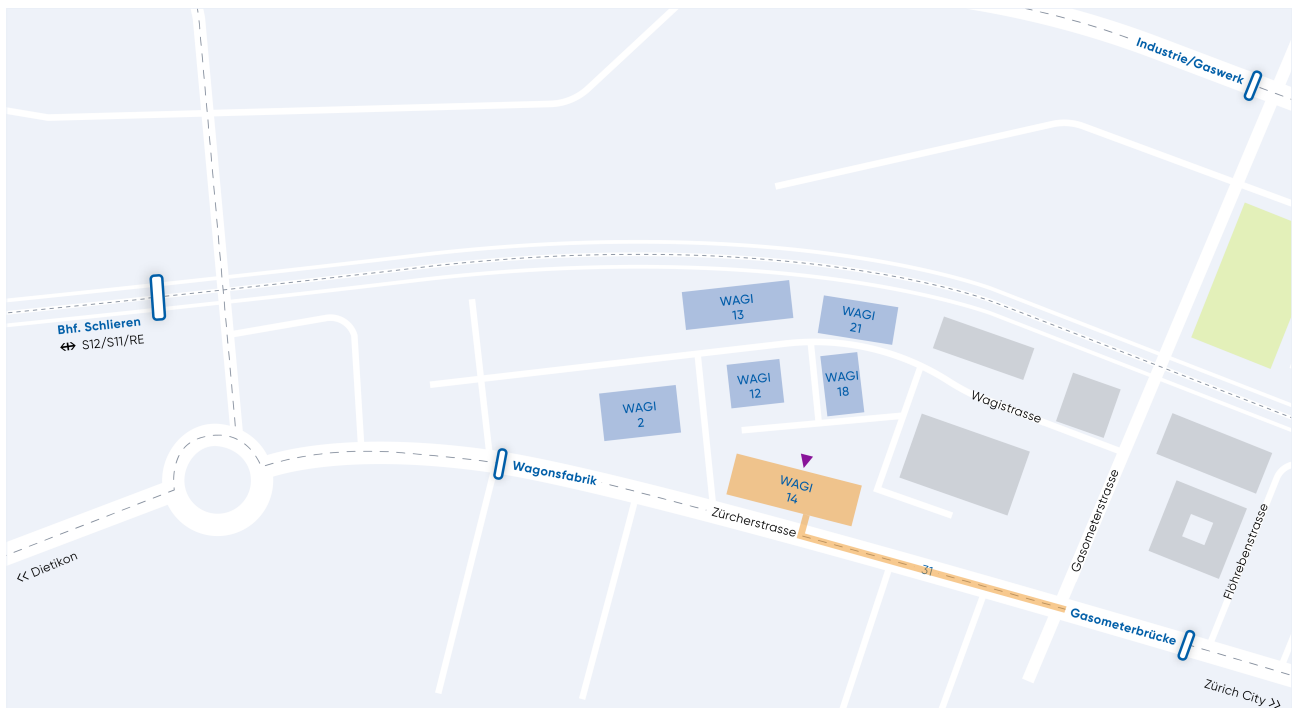 Industrie/Gaswerk
Bhf. Schlieren
S12/S11/RE
WAGI
13
WAGI
21
WAGI
12
WAGI
18
WAGI
2
Wagistrasse
Wagonsfabrik
WAGI
14
Zürcherstrasse
Gasometerstrasse
Flöhrebenstrasse
<< Dietikon
31
Gasometerbrücke
Zürich City >>